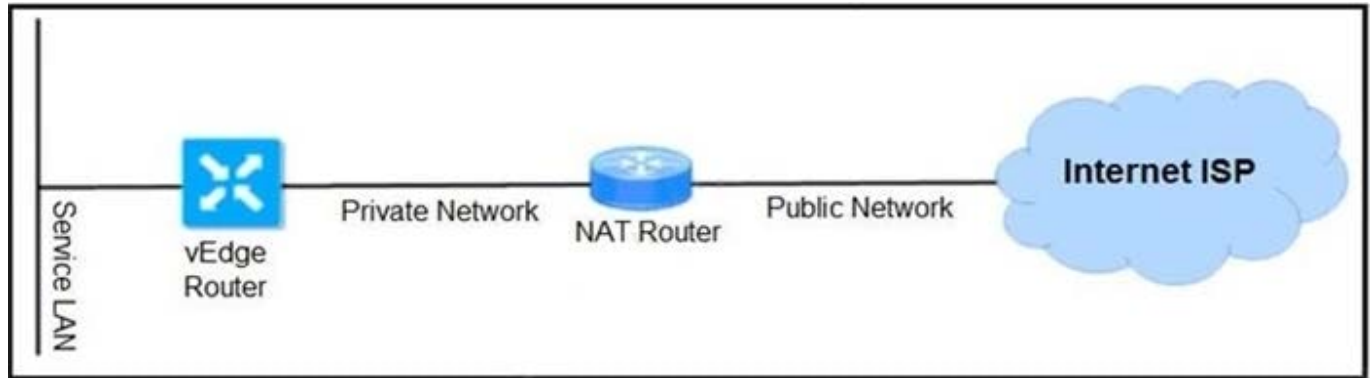 Service LAN
vEdge
Router
Private Network
NAT Router
Public Network
Internet ISP